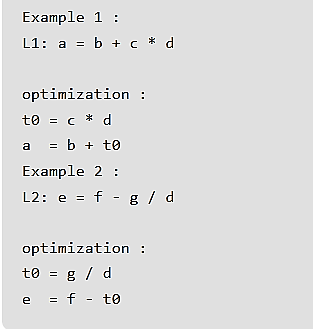 Example 1 :
L1: a = b + c * d
optimization :
t0 = c * d
a  = b + t0
Example 2 :
L2: e = f - g / d
optimization :
t0 = g / d
e  = f - t0